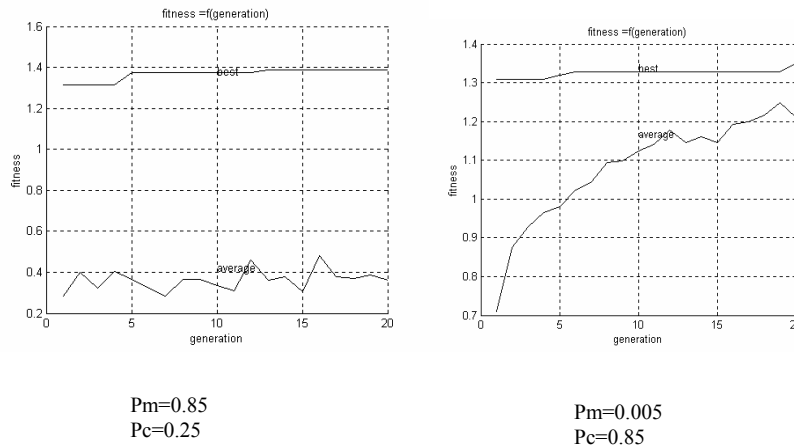 fitness =f(generation)
1.6
1.4
1.2
1
0.8
0.6
0.4
0.2
fitness
best
average
0
5
10
15
20
generation
Pm=0.85
Pc=0.25
fitness =f(generation)
1.4
1.3
1.2
1.1
1
0.9
0.8
0.7
fitness
best
average
0
5
10
15
20
generation
Pm=0.005
Pc=0.85